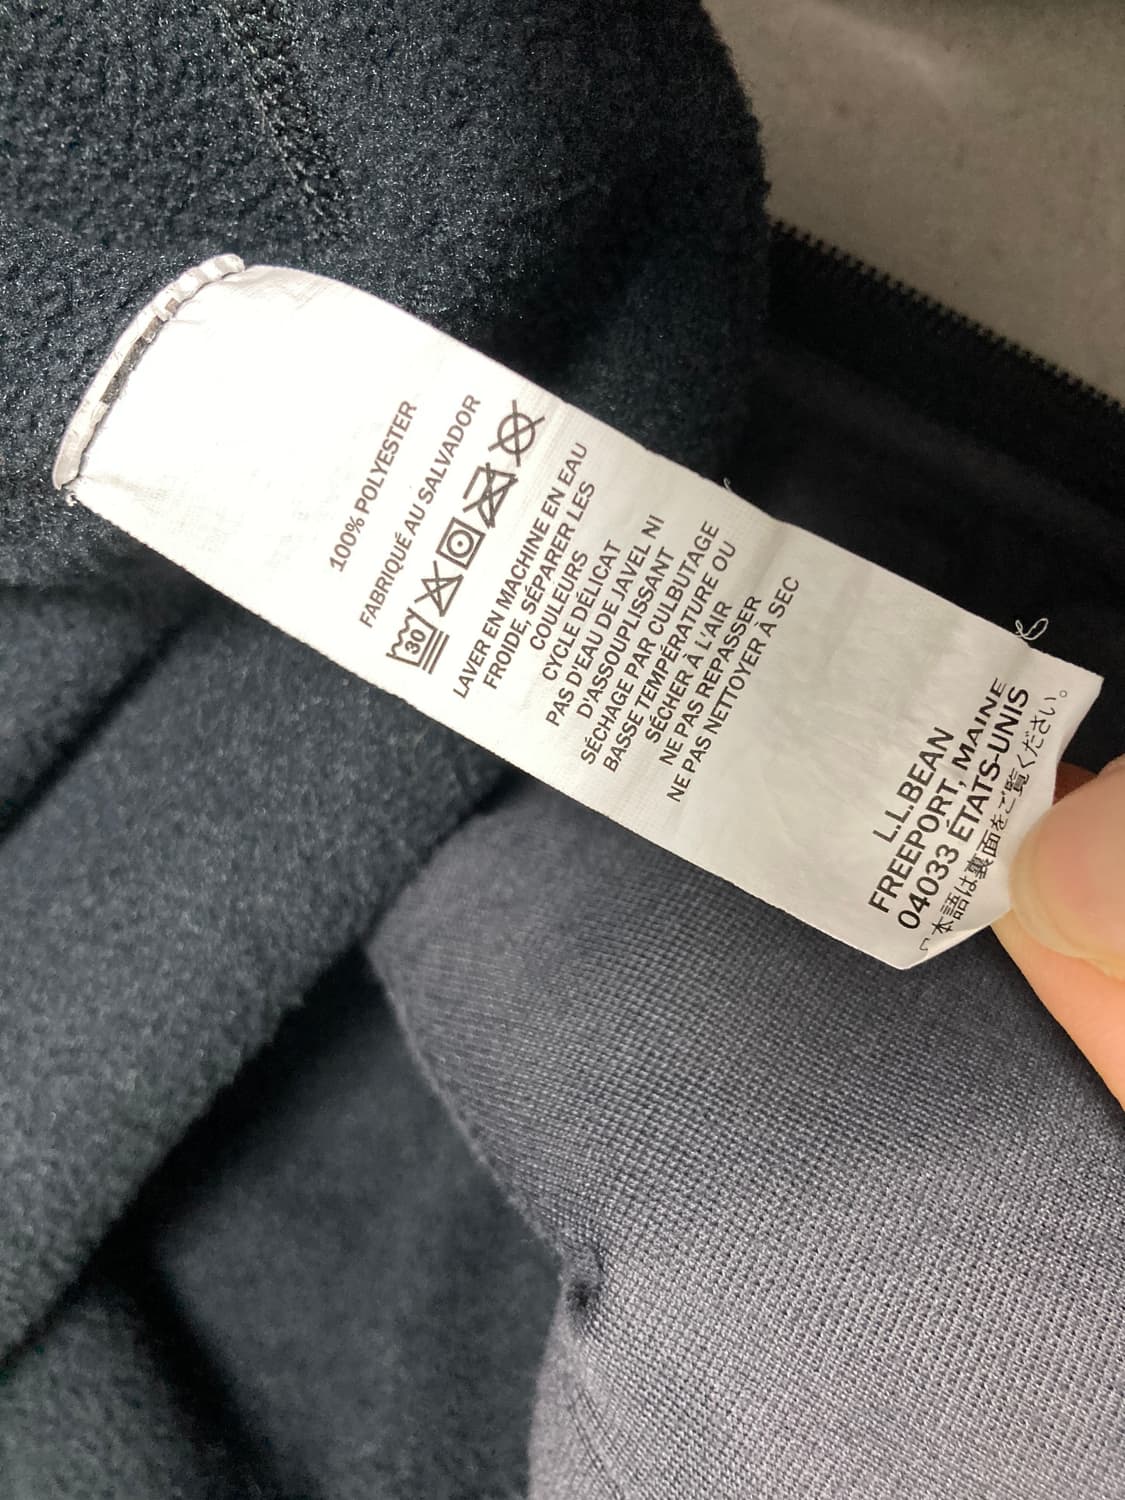 100% POLYESTER
FABRIQUÉ AU SALVADOR
30
LAVER EN MACHINE EN EAU
FROIDE, SÉPARER LES
COULEURS
CYCLE DÉLICAT
PAS D'EAU DE JAVEL NI
D'ASSOUPLISSANT
SÉCHAGE PAR CULBUTAGE
BASSE TEMPÉRATURE OU
SÉCHER À L'AIR
NE PAS REPASSER
NE PAS NETTOYER À SEC
L.L.BEAN
FREEPORT, MAINE
04033 ÉTATS-UNIS
本語は裏面をご覧ください。